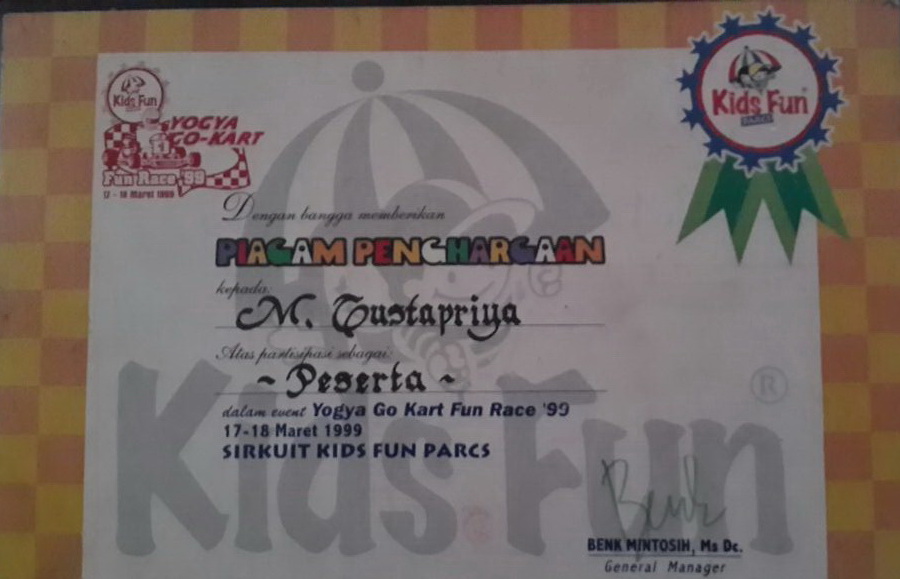 Kids Fun
YOGYA
GO-KART
Fun Race '99
17 - 18 Maret 1999
Kids Fun
PARCS
Dengan bangga memberikan
PIAGAM PENGHARGAAN
kepada:
M. Tustapriya
Atas partisipasi sebagai:
~ Peserta ~
dalam event Yogya Go Kart Fun Race '99
17-18 Maret 1999
SIRKUIT KIDS FUN PARCS
Kids Fun ®
Benk
BENK MINTOSIH, Ms Dc.
General Manager